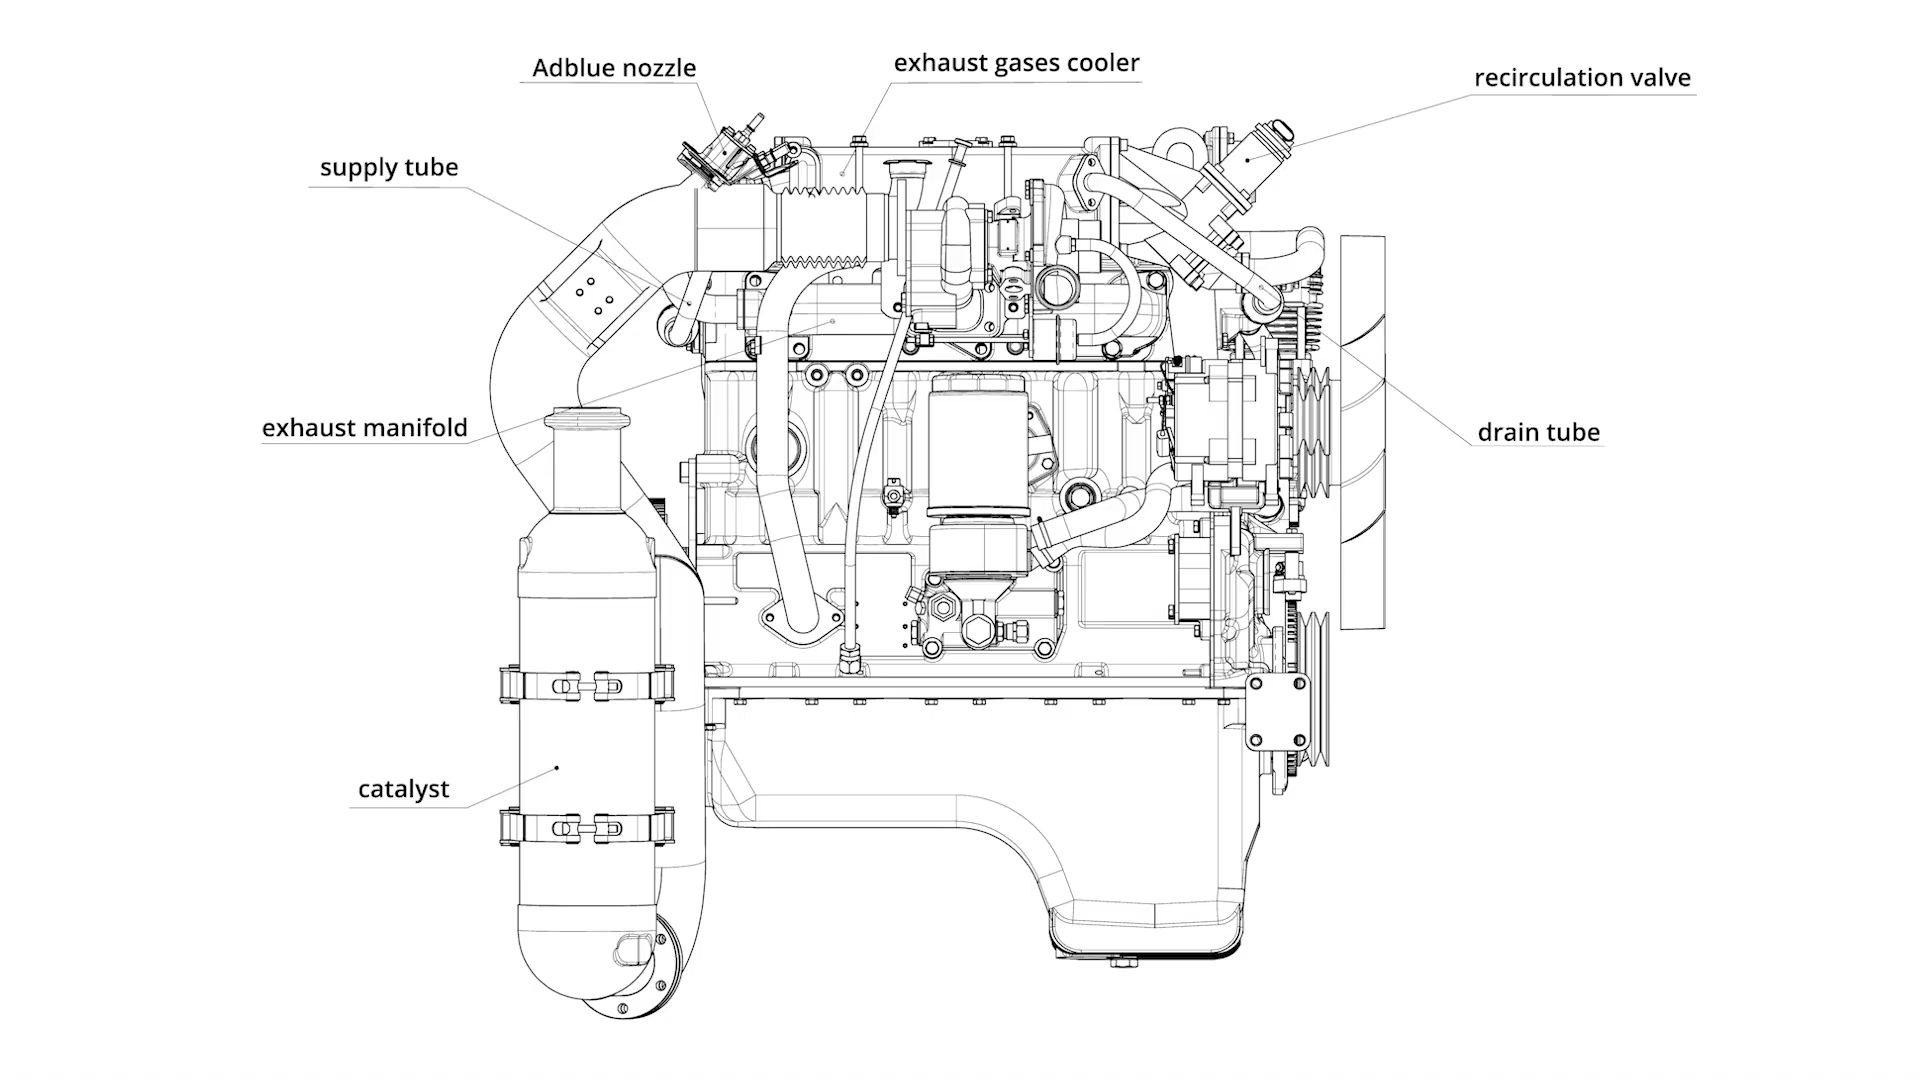 Adblue nozzle
exhaust gases cooler
recirculation valve
supply tube
exhaust manifold
drain tube
catalyst